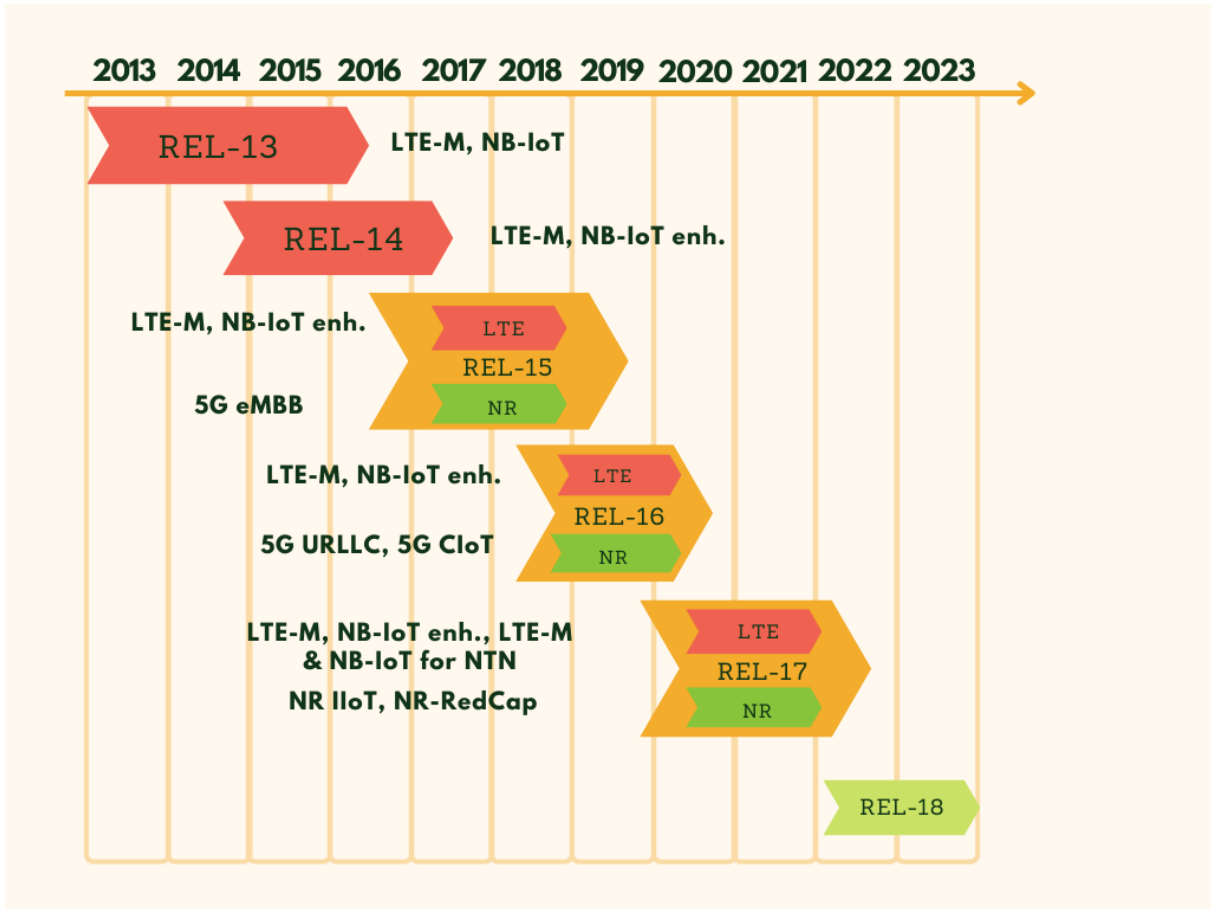 2013 2014 2015 2016 2017 2018 2019 2020 2021 2022 2023
REL-13
LTE-M, NB-IoT
REL-14
LTE-M, NB-IoT enh.
LTE-M, NB-IoT enh.
LTE
REL-15
5G eMBB
NR
LTE-M, NB-IoT enh.
LTE
REL-16
5G URLLC, 5G CIoT
NR
LTE-M, NB-IoT enh., LTE-M
& NB-IoT for NTN
LTE
REL-17
NR IIoT, NR-RedCap
NR
REL-18